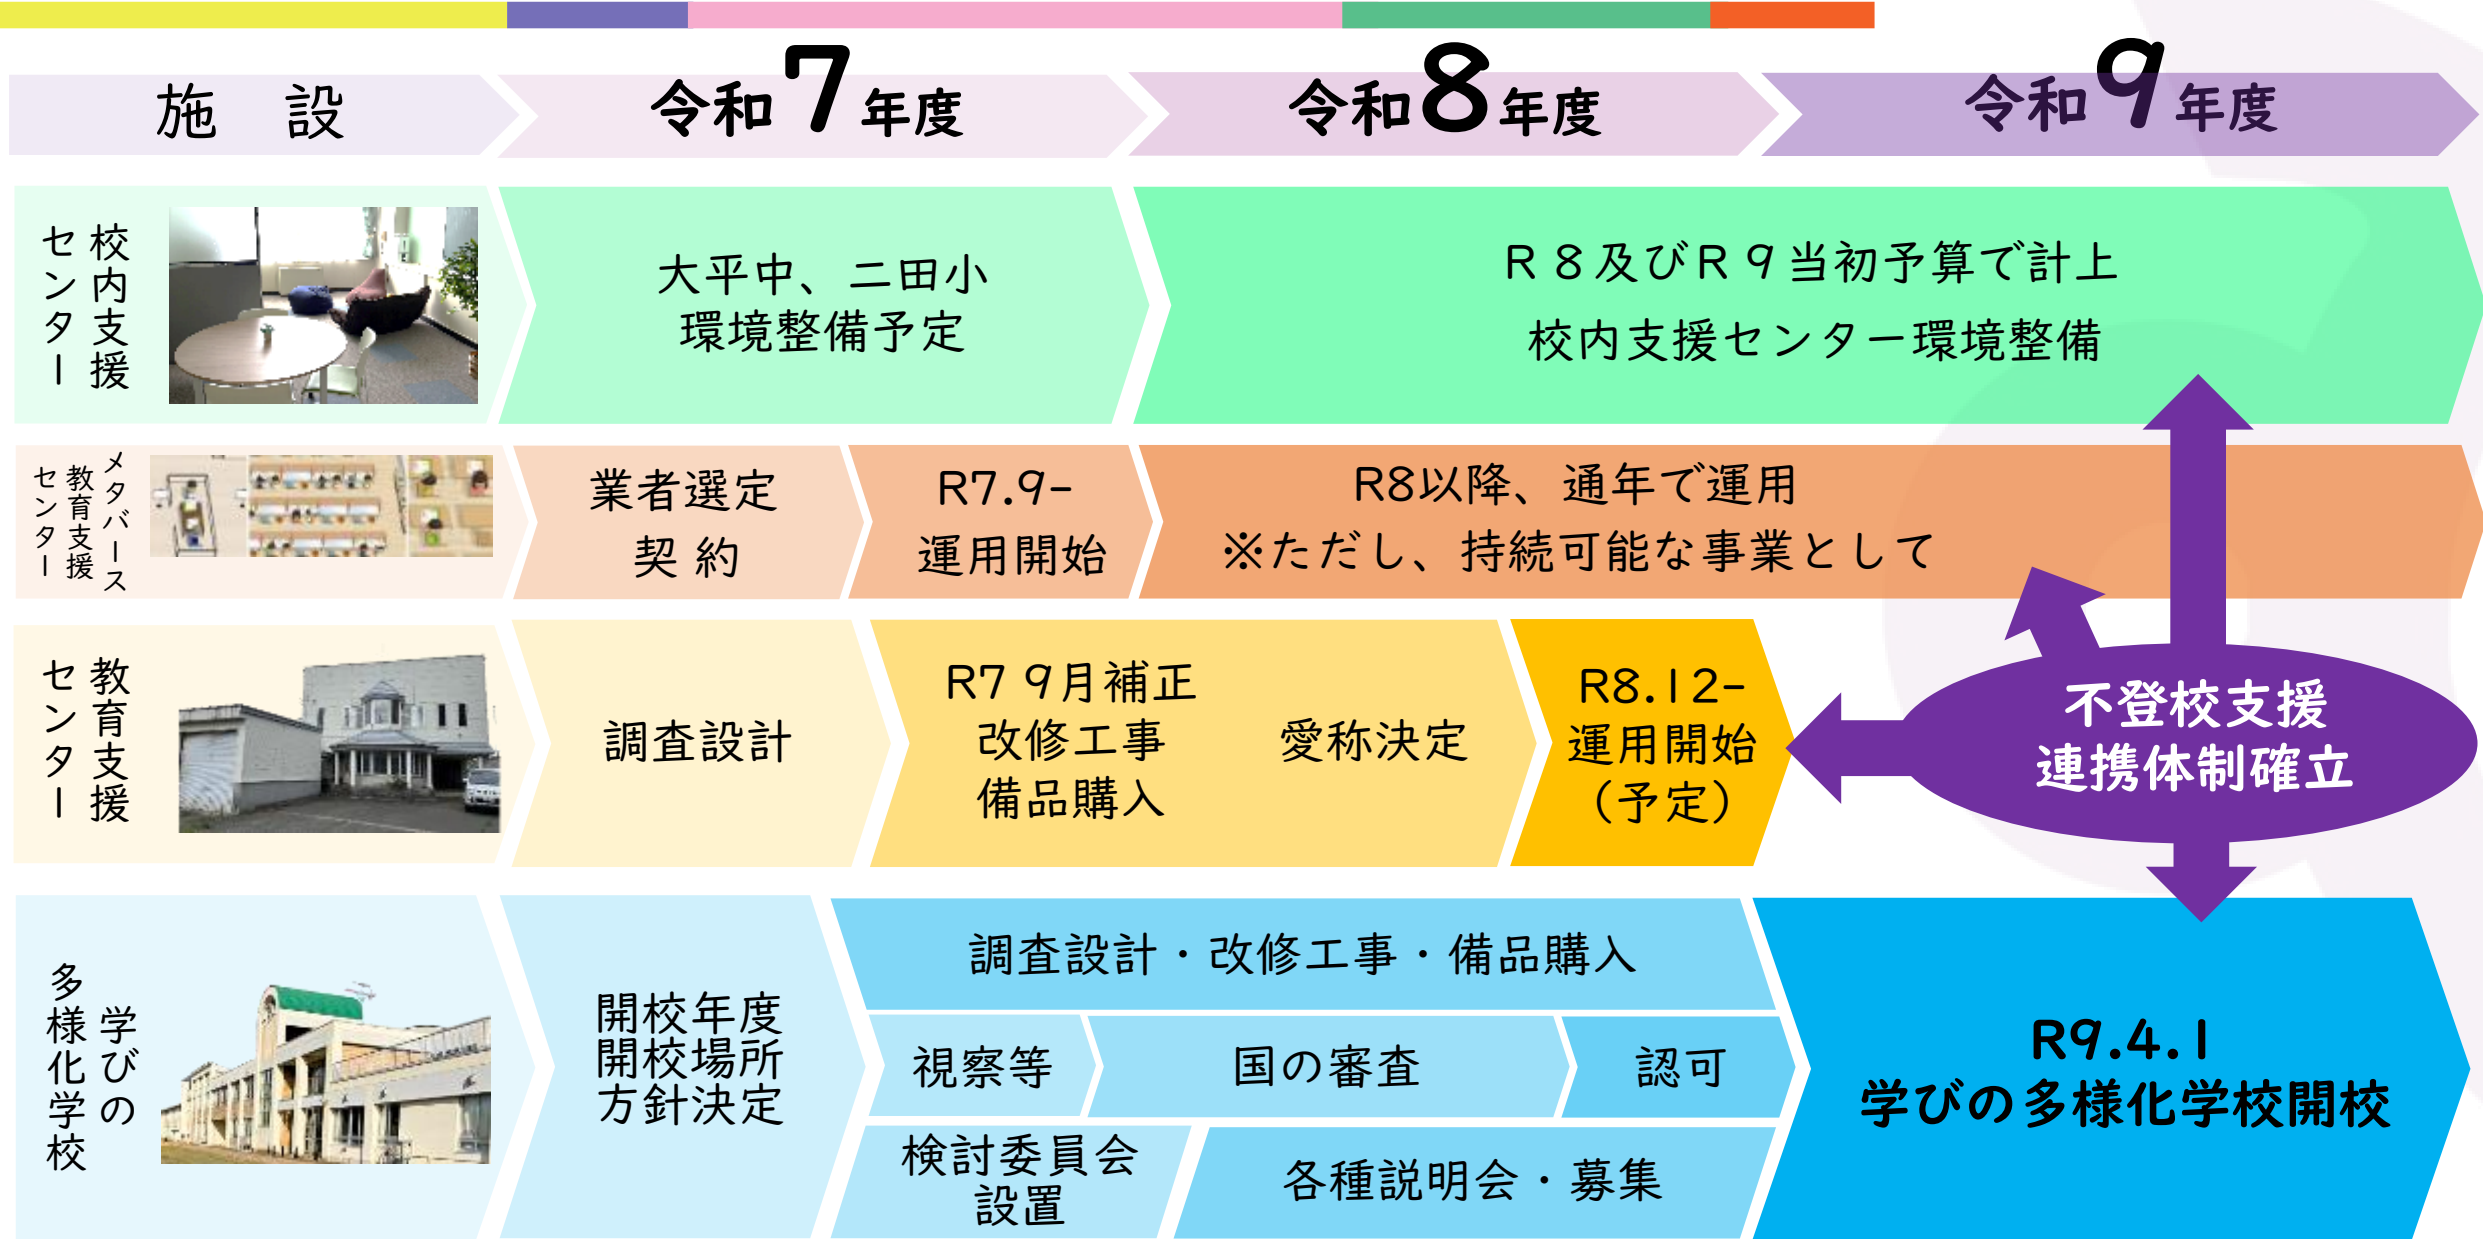 施　設
令和7年度
令和8年度
令和9年度
校内支援
センター
大平中、二田小
環境整備予定
R８及びR９当初予算で計上
校内支援センター環境整備
メタバース
教育支援
センター
業者選定
契 約
R7.9-
運用開始
R8以降、通年で運用
※ただし、持続可能な事業として
教育支援
センター
調査設計
R7 9月補正
改修工事
備品購入
愛称決定
R8.12-
運用開始
（予定）
不登校支援
連携体制確立
学びの
多様化学校
開校年度
開校場所
方針決定
調査設計・改修工事・備品購入
視察等
国の審査
認可
検討委員会
設置
各種説明会・募集
R9.4.1
学びの多様化学校開校